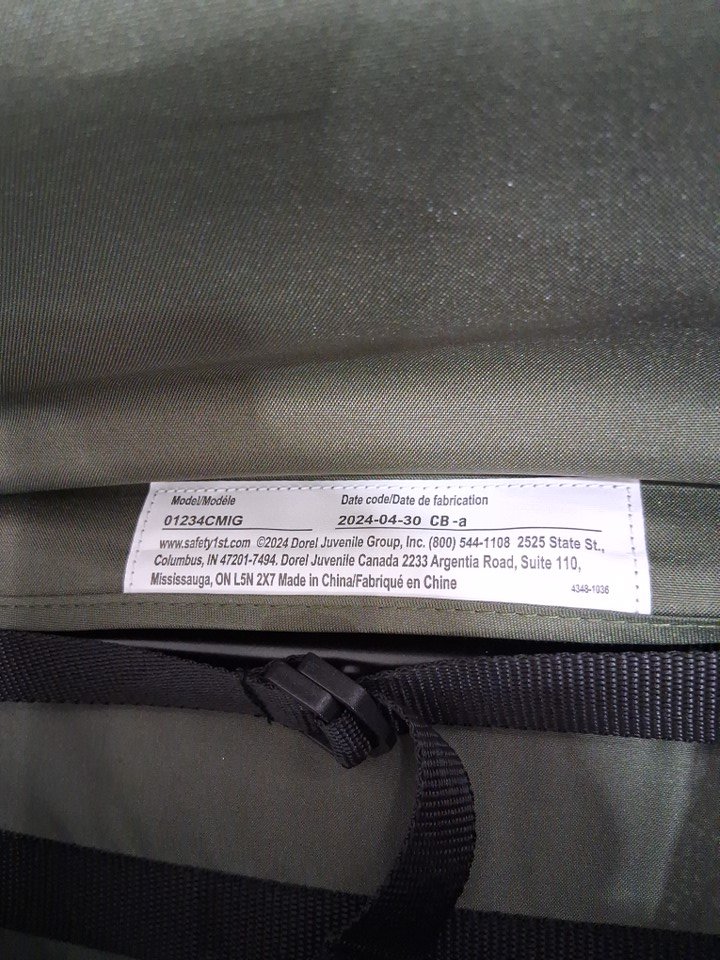 Model/Modéle Date code/Date de fabrication
01234CMIG 2024-04-30 CB-a
www.safety1st.com ©2024 Dorel Juvenile Group, Inc. (800) 544-1108 2525 State St.,
Columbus, IN 47201-7494. Dorel Juvenile Canada 2233 Argentia Road, Suite 110,
Mississauga, ON L5N 2X7 Made in China/Fabriqué en Chine
4348-1036